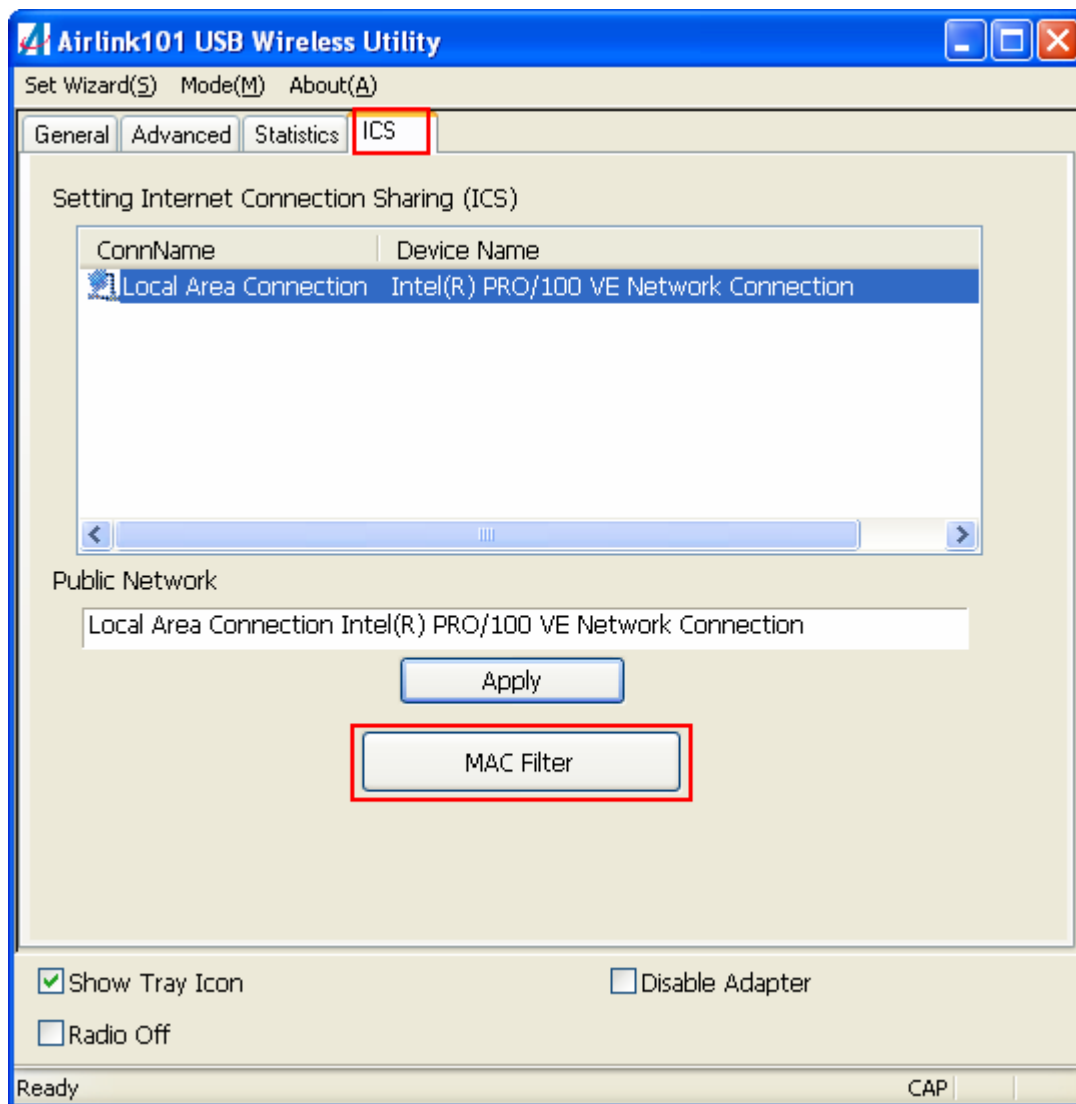 Airlink101 USB Wireless Utility
Set Wizard(S) Mode(M) About(A)
General Advanced Statistics ICS
Setting Internet Connection Sharing (ICS)
ConnName Device Name
Local Area Connection Intel(R) PRO/100 VE Network Connection
Public Network
Local Area Connection Intel(R) PRO/100 VE Network Connection
Apply
MAC Filter
Show Tray Icon Disable Adapter
Radio Off
Ready CAP